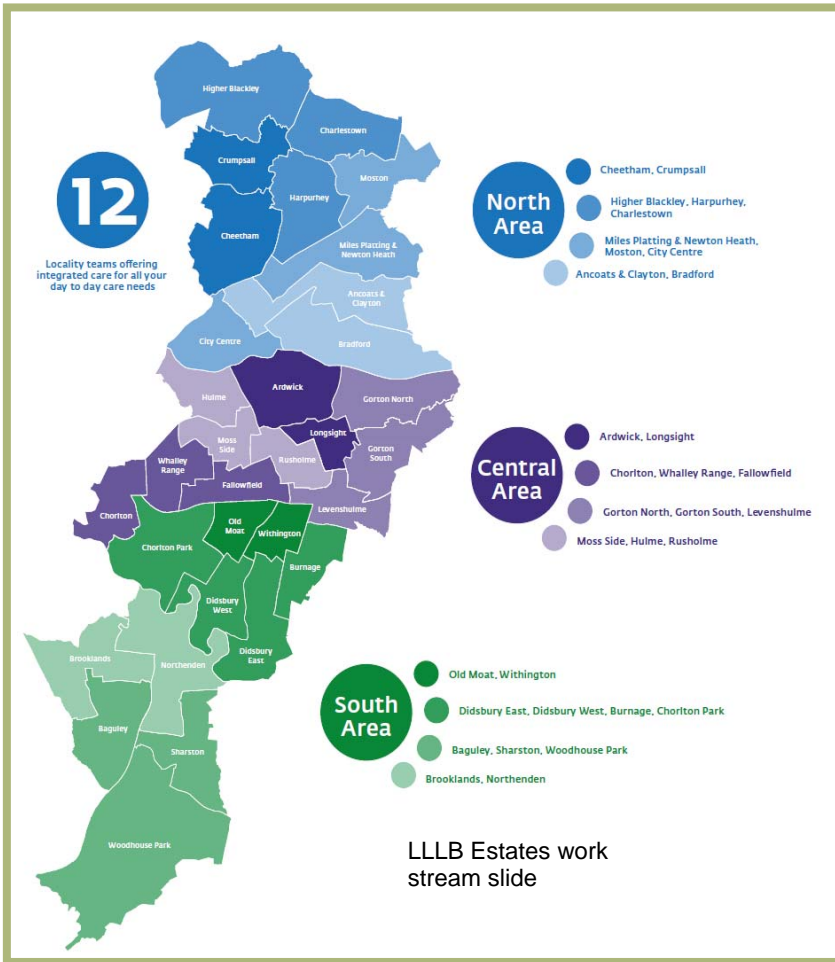 Higher Blackley
Charlestown
Crumpsall
Moston
Harpurhey
Cheetham
Miles Platting &
Newton Heath
Ancoats &
Clayton
City Centre
Bradford
12
Locality teams offering
integrated care for all your
day to day care needs
North
Area
Cheetham, Crumpsall
Higher Blackley, Harpurhey,
Charlestown
Miles Platting & Newton Heath,
Moston, City Centre
Ancoats & Clayton, Bradford
Ardwick
Hulme
Gorton North
Moss
Side
Longsight
Whalley
Range
Rusholme
Gorton
South
Fallowfield
Chorlton
Levenshulme
Central
Area
Ardwick, Longsight
Chorlton, Whalley Range, Fallowfield
Gorton North, Gorton South, Levenshulme
Moss Side, Hulme, Rusholme
Old
Moat
Withington
Chorlton Park
Burnage
Didsbury
West
Didsbury
East
Brooklands
Northenden
Baguley
Sharston
Woodhouse Park
South
Area
Old Moat, Withington
Didsbury East, Didsbury West, Burnage, Chorlton Park
Baguley, Sharston, Woodhouse Park
Brooklands, Northenden
LLLB Estates work
stream slide